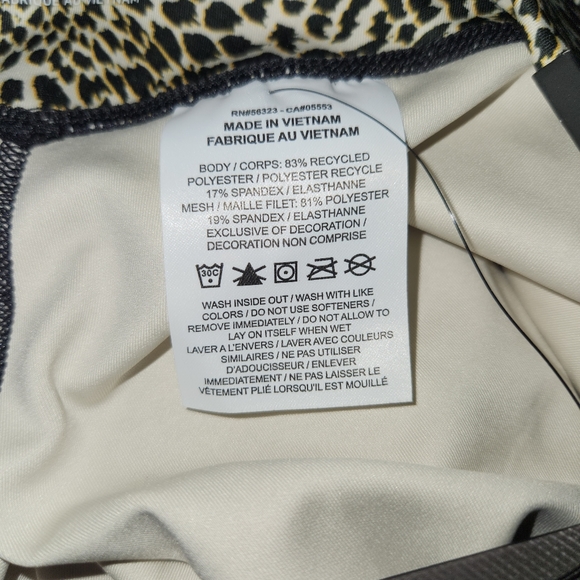 FABRIQUE AU VIETNAM
RN#56323 - CA#05553
MADE IN VIETNAM
FABRIQUE AU VIETNAM
BODY / CORPS: 83% RECYCLED
POLYESTER / POLYESTER RECYCLE
17% SPANDEX / ELASTHANNE
MESH / MAILLE FILET: 81% POLYESTER
19% SPANDEX / ELASTHANNE
EXCLUSIVE OF DECORATION /
DECORATION NON COMPRISE
30C
WASH INSIDE OUT / WASH WITH LIKE
COLORS / DO NOT USE SOFTENERS /
REMOVE IMMEDIATELY / DO NOT ALLOW TO
LAY ON ITSELF WHEN WET
LAVER A L'ENVERS / LAVER AVEC COULEURS
SIMILAIRES / NE PAS UTILISER
D'ADOUCISSEUR / ENLEVER
IMMEDIATEMENT / NE PAS LAISSER LE
VÊTEMENT PLIÉ LORSQU'IL EST MOUILLÉ